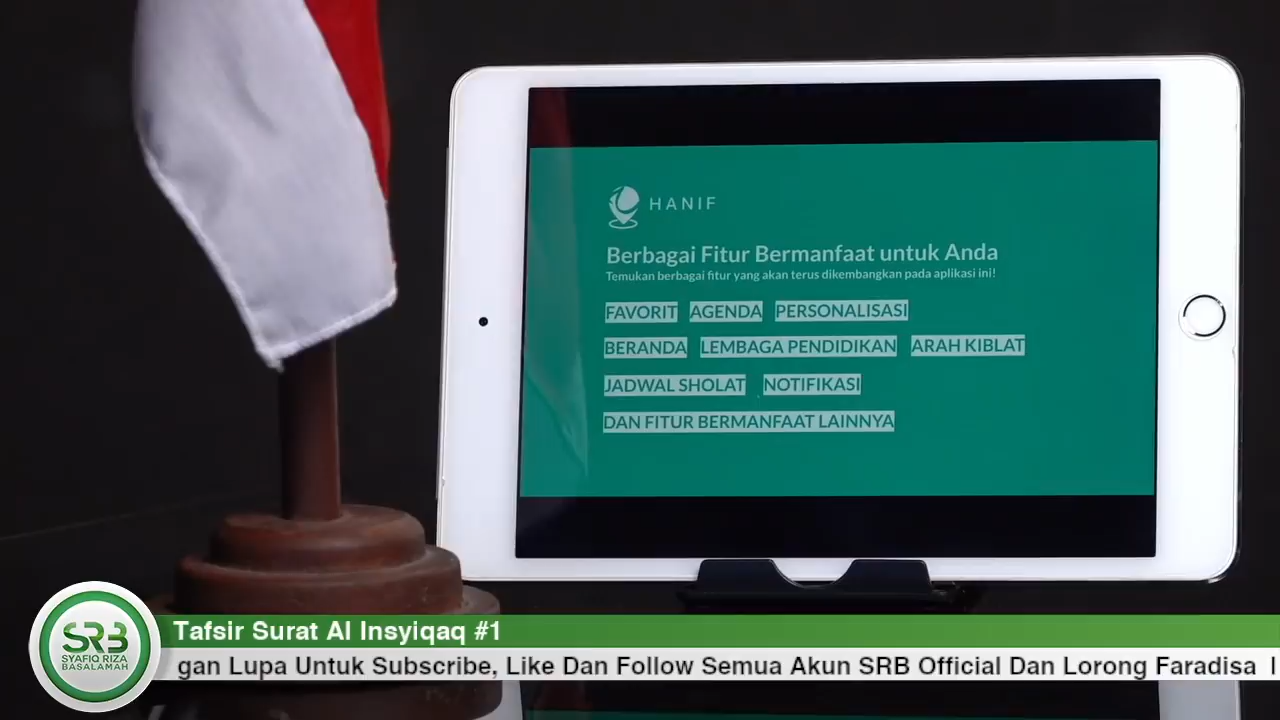 HANIF
Berbagai Fitur Bermanfaat untuk Anda
Temukan berbagai fitur yang akan terus dikembangkan pada aplikasi ini!
FAVORIT AGENDA PERSONALISASI
BERANDA LEMBAGA PENDIDIKAN ARAH KIBLAT
JADWAL SHOLAT NOTIFIKASI
DAN FITUR BERMANFAAT LAINNYA
SRB
SYAFIQ RIZA
BASALAMAH
Tafsir Surat Al Insyiqaq #1
gan Lupa Untuk Subscribe, Like Dan Follow Semua Akun SRB Official Dan Lorong Faradisa